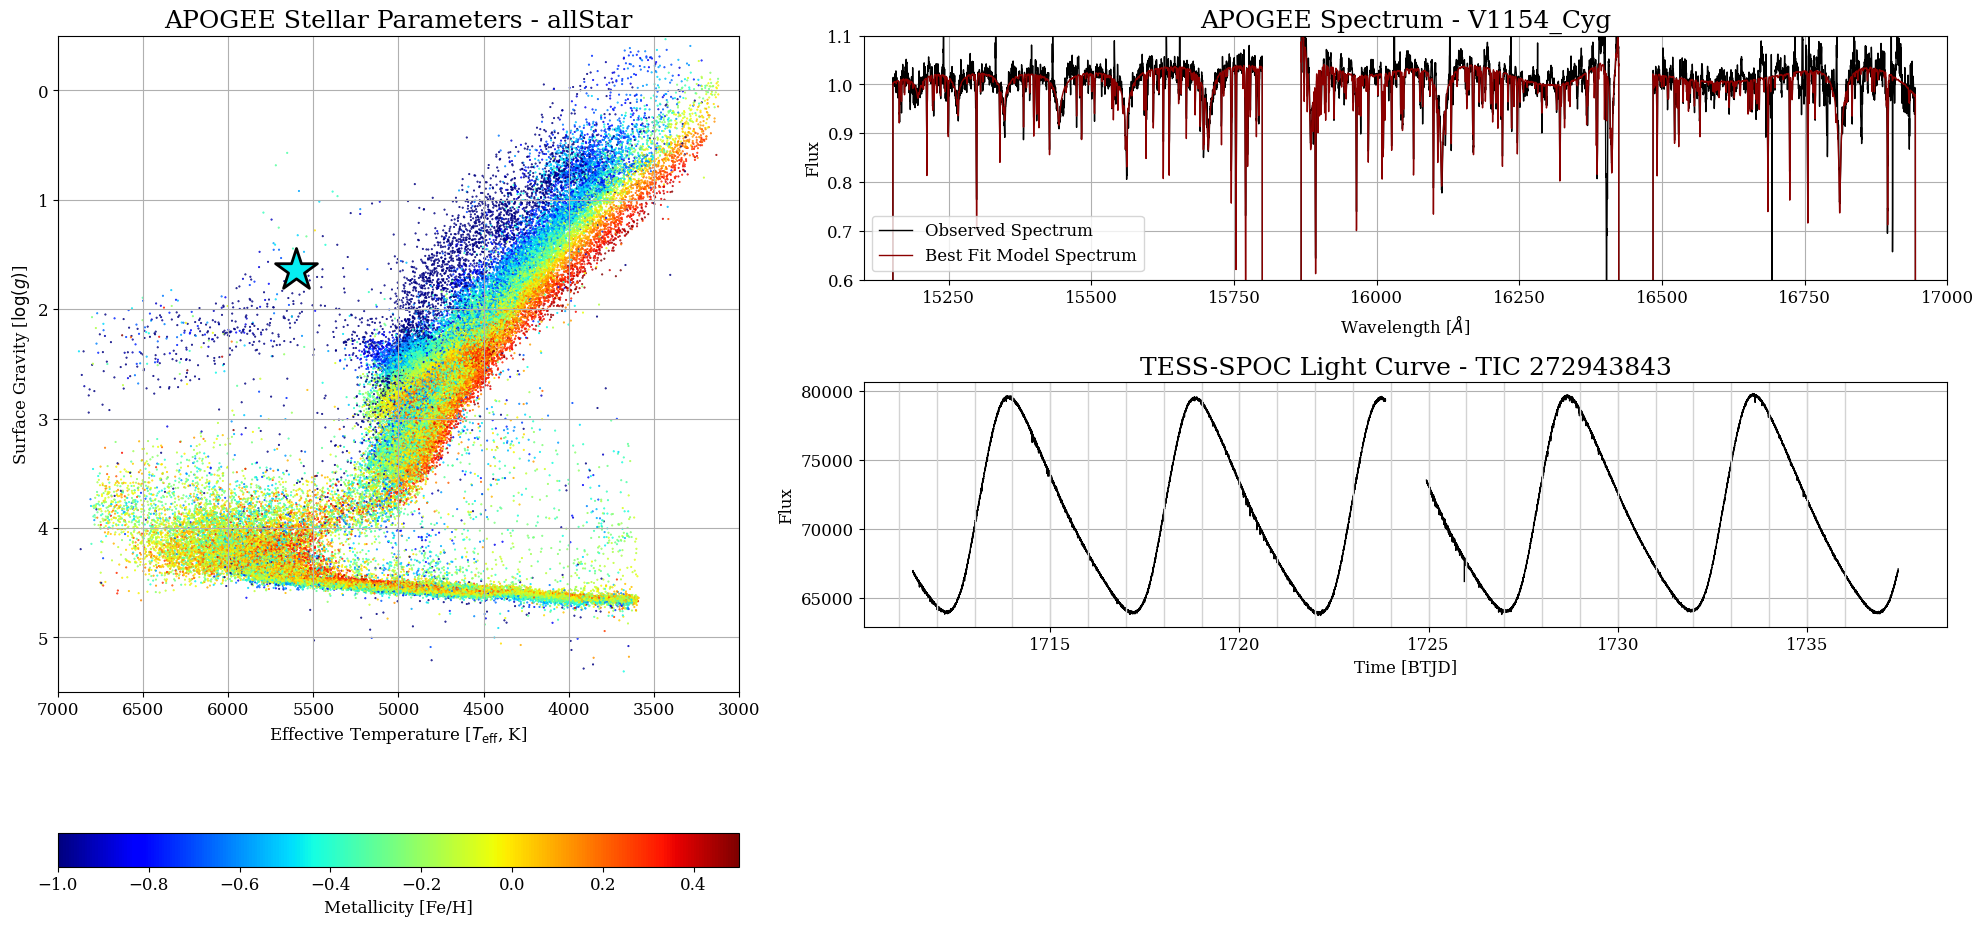 APOGEE Stellar Parameters - allStar
0
1
2
3
4
5
Surface Gravity [log(g)]
7000 6500 6000 5500 5000 4500 4000 3500 3000
Effective Temperature [Teff, K]
−1.0 −0.8 −0.6 −0.4 −0.2 0.0 0.2 0.4
Metallicity [Fe/H]
APOGEE Spectrum - V1154_Cyg
1.1
1.0
0.9
0.8
0.7
0.6
Flux
Observed Spectrum
Best Fit Model Spectrum
15250 15500 15750 16000 16250 16500 16750 17000
Wavelength [Å]
TESS-SPOC Light Curve - TIC 272943843
80000
75000
70000
65000
Flux
1715 1720 1725 1730 1735
Time [BTJD]